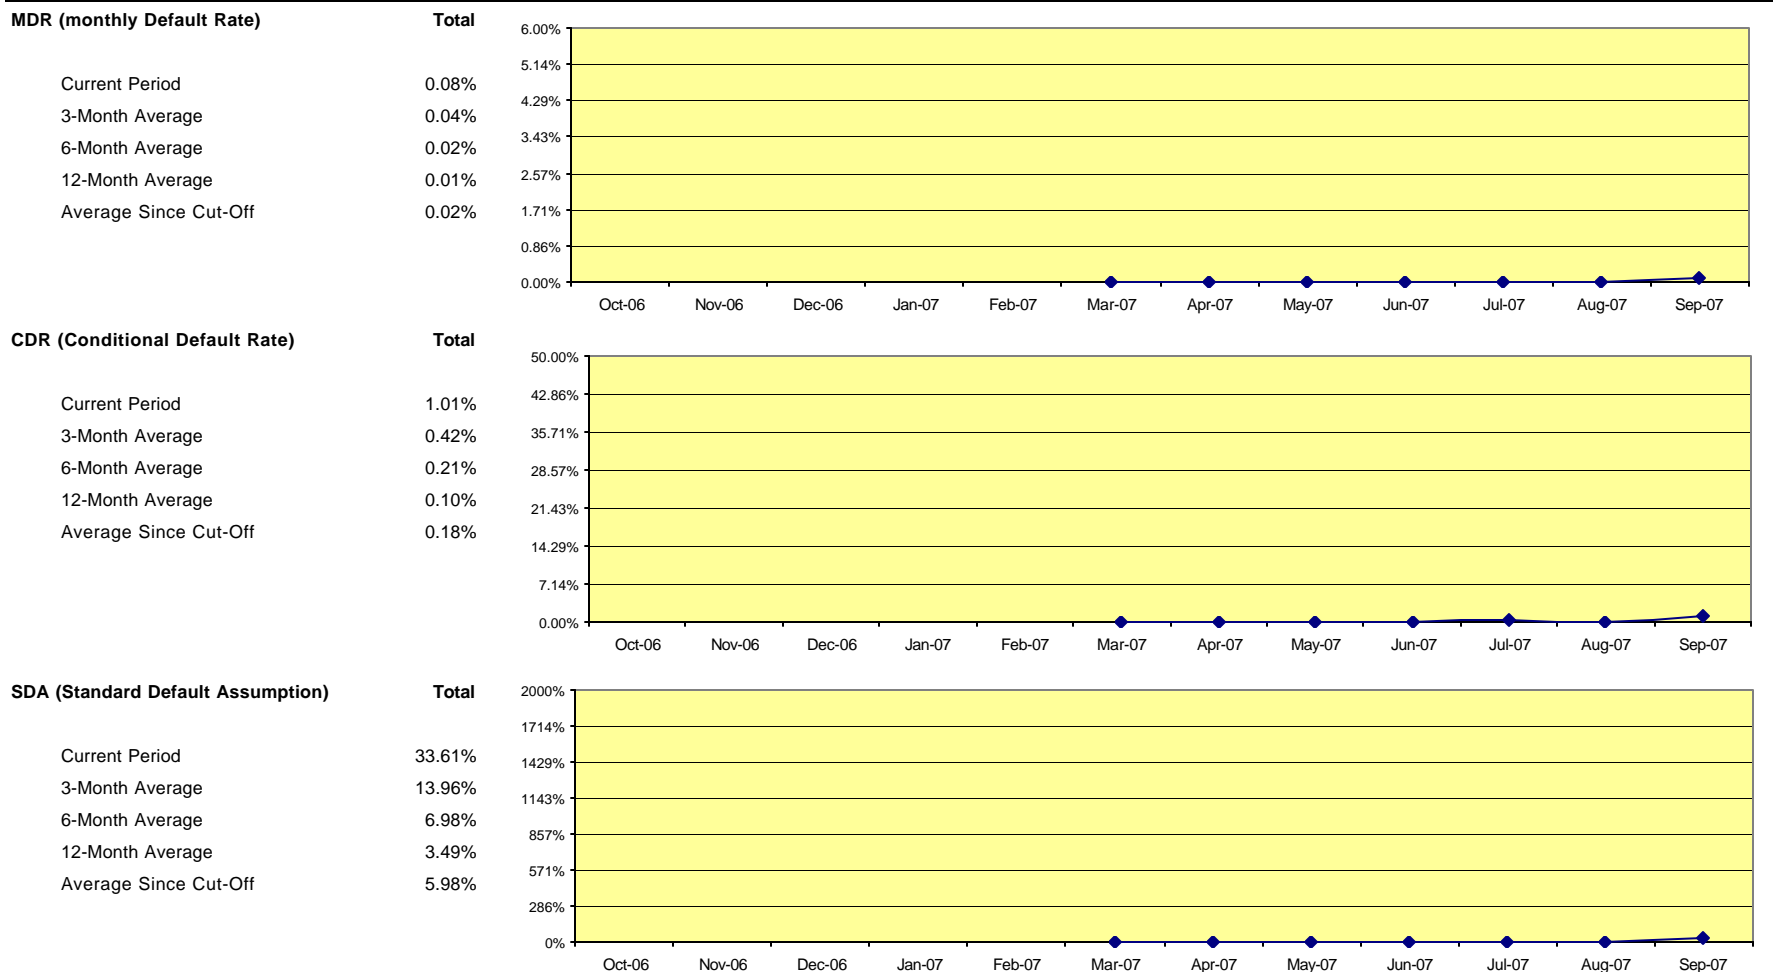 MDR (monthly Default Rate) Total
Current Period 0.08%
3-Month Average 0.04%
6-Month Average 0.02%
12-Month Average 0.01%
Average Since Cut-Off 0.02%
6.00%
5.14%
4.29%
3.43%
2.57%
1.71%
0.86%
0.00%
Oct-06 Nov-06 Dec-06 Jan-07 Feb-07 Mar-07 Apr-07 May-07 Jun-07 Jul-07 Aug-07 Sep-07
CDR (Conditional Default Rate) Total
Current Period 1.01%
3-Month Average 0.42%
6-Month Average 0.21%
12-Month Average 0.10%
Average Since Cut-Off 0.18%
50.00%
42.86%
35.71%
28.57%
21.43%
14.29%
7.14%
0.00%
Oct-06 Nov-06 Dec-06 Jan-07 Feb-07 Mar-07 Apr-07 May-07 Jun-07 Jul-07 Aug-07 Sep-07
SDA (Standard Default Assumption) Total
Current Period 33.61%
3-Month Average 13.96%
6-Month Average 6.98%
12-Month Average 3.49%
Average Since Cut-Off 5.98%
2000%
1714%
1429%
1143%
857%
571%
286%
0%
Oct-06 Nov-06 Dec-06 Jan-07 Feb-07 Mar-07 Apr-07 May-07 Jun-07 Jul-07 Aug-07 Sep-07